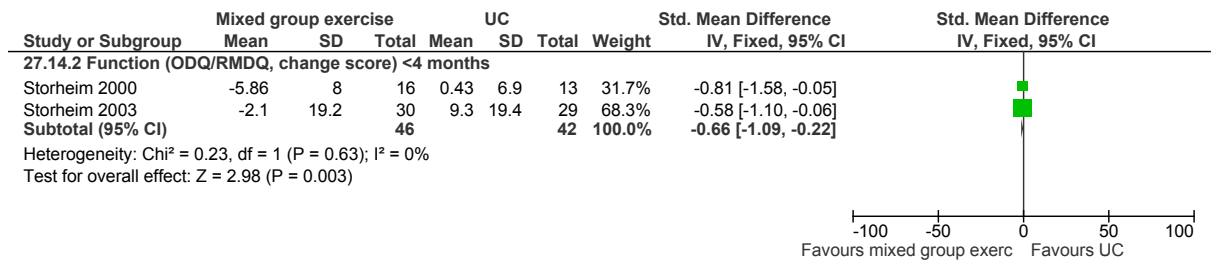 Mixed group exercise UC Std. Mean Difference Std. Mean Difference
Study or Subgroup Mean SD Total Mean SD Total Weight IV, Fixed, 95% CI IV, Fixed, 95% CI
27.14.2 Function (ODQ/RMDQ, change score) <4 months
Storheim 2000 -5.86 8 16 0.43 6.9 13 31.7% -0.81 [-1.58, -0.05]
Storheim 2003 -2.1 19.2 30 9.3 19.4 29 68.3% -0.58 [-1.10, -0.06]
Subtotal (95% CI) 46 42 100.0% -0.66 [-1.09, -0.22]
Heterogeneity: Chi² = 0.23, df = 1 (P = 0.63); I² = 0%
Test for overall effect: Z = 2.98 (P = 0.003)
-100 -50 0 50 100
Favours mixed group exerc Favours UC